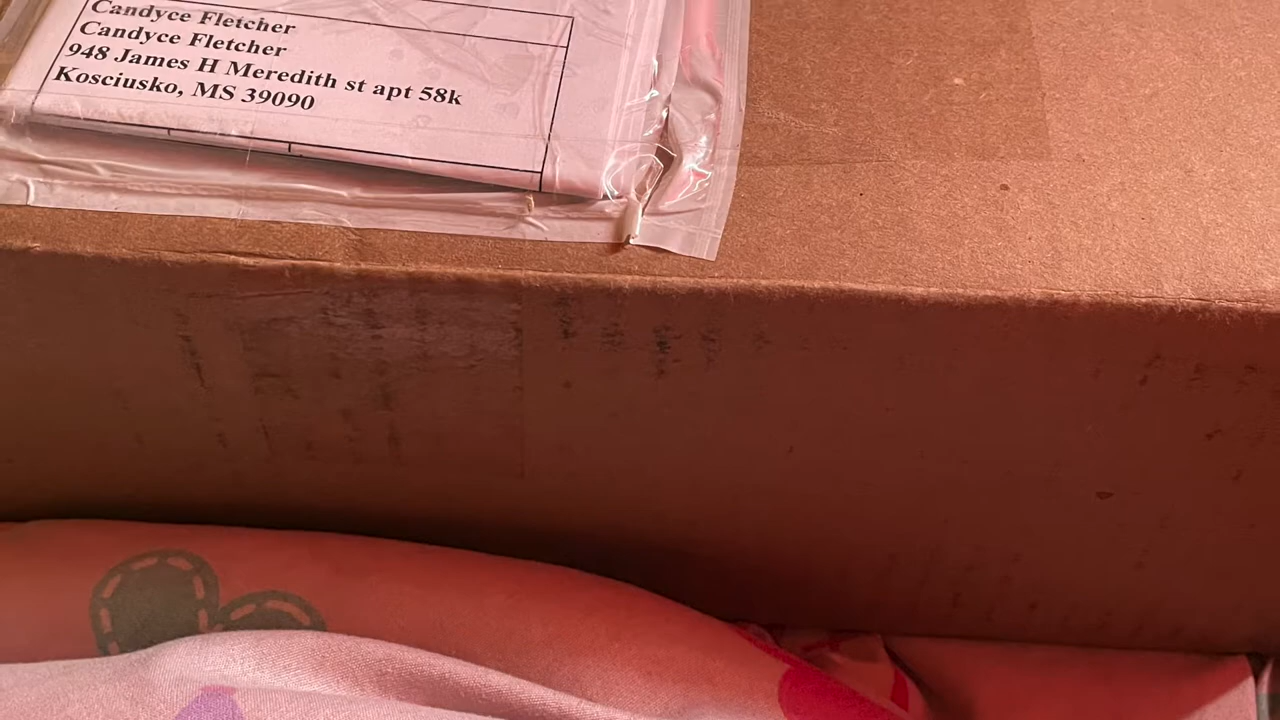 Candyce Fletcher
Candyce Fletcher
948 James H Meredith st apt 58k
Kosciusko, MS 39090